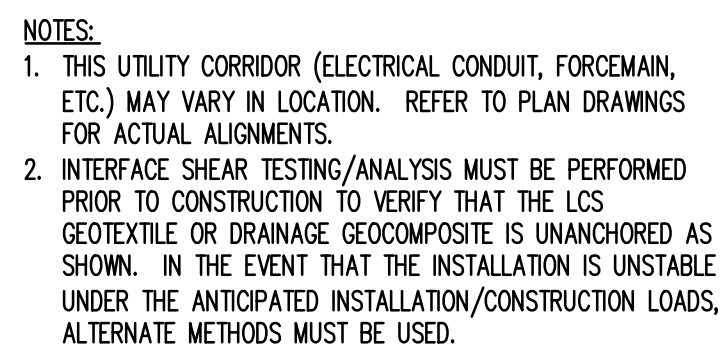 NOTES:
1. THIS UTILITY CORRIDOR (ELECTRICAL CONDUIT, FORCEMAIN,
ETC.) MAY VARY IN LOCATION. REFER TO PLAN DRAWINGS
FOR ACTUAL ALIGNMENTS.
2. INTERFACE SHEAR TESTING/ANALYSIS MUST BE PERFORMED
PRIOR TO CONSTRUCTION TO VERIFY THAT THE LCS
GEOTEXTILE OR DRAINAGE GEOCOMPOSITE IS UNANCHORED AS
SHOWN. IN THE EVENT THAT THE INSTALLATION IS UNSTABLE
UNDER THE ANTICIPATED INSTALLATION/CONSTRUCTION LOADS,
ALTERNATE METHODS MUST BE USED.